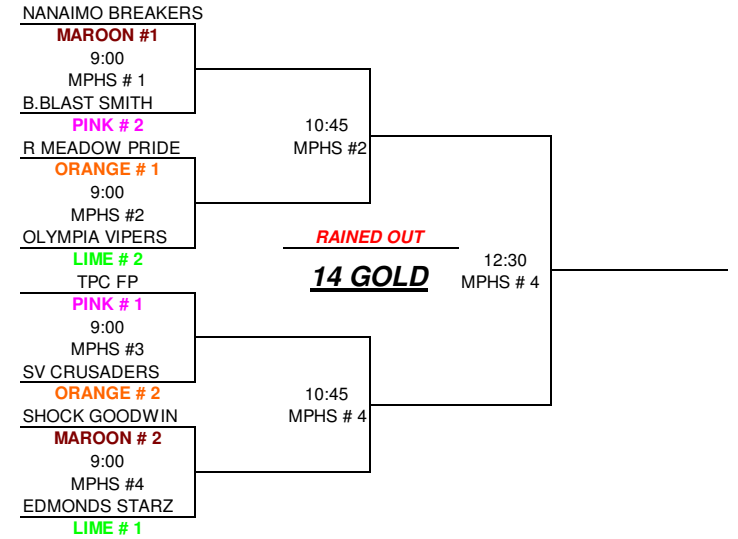 NANAIMO BREAKERS
MAROON #1
9:00
MPHS # 1
B.BLAST SMITH
PINK # 2
R MEADOW PRIDE
ORANGE # 1
9:00
MPHS #2
OLYMPIA VIPERS
LIME # 2
TPC FP
PINK # 1
9:00
MPHS #3
SV CRUSADERS
ORANGE # 2
SHOCK GOODWIN
MAROON # 2
9:00
MPHS #4
EDMONDS STARZ
LIME # 1
10:45
MPHS #2
RAINED OUT
14 GOLD
10:45
MPHS # 4
12:30
MPHS # 4